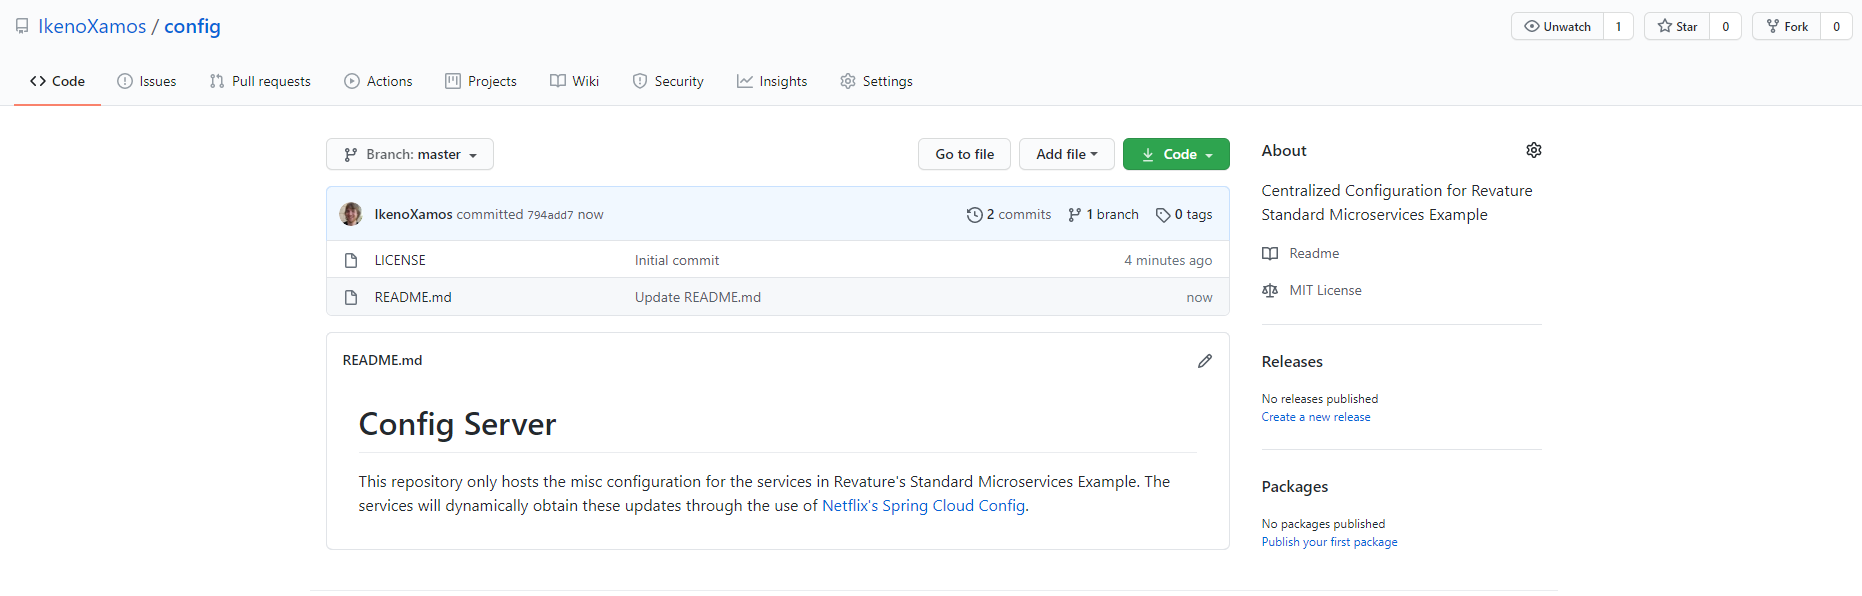 IkenoXamos / config
Unwatch 1 Star 0 Fork 0
Code Issues Pull requests Actions Projects Wiki Security Insights Settings
Branch: master Go to file Add file Code
IkenoXamos committed 794add7 now 2 commits 1 branch 0 tags
LICENSE Initial commit 4 minutes ago
README.md Update README.md now
README.md
Config Server
This repository only hosts the misc configuration for the services in Revature's Standard Microservices Example. The
services will dynamically obtain these updates through the use of Netflix's Spring Cloud Config.
About
Centralized Configuration for Revature
Standard Microservices Example
Readme
MIT License
Releases
No releases published
Create a new release
Packages
No packages published
Publish your first package